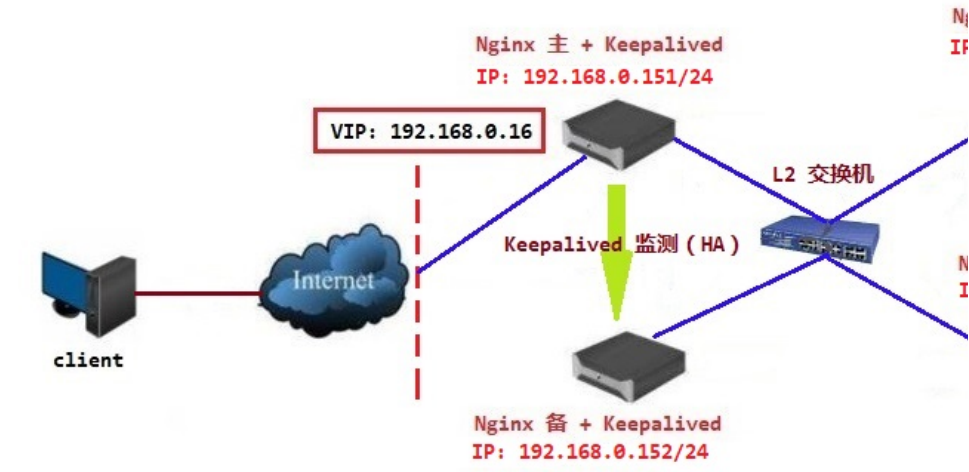 Nginx 主 + Keepalived
IP: 192.168.0.151/24
VIP: 192.168.0.16
L2 交换机
Keepalived 监测(HA)
Internet
client
Nginx 备 + Keepalived
IP: 192.168.0.152/24